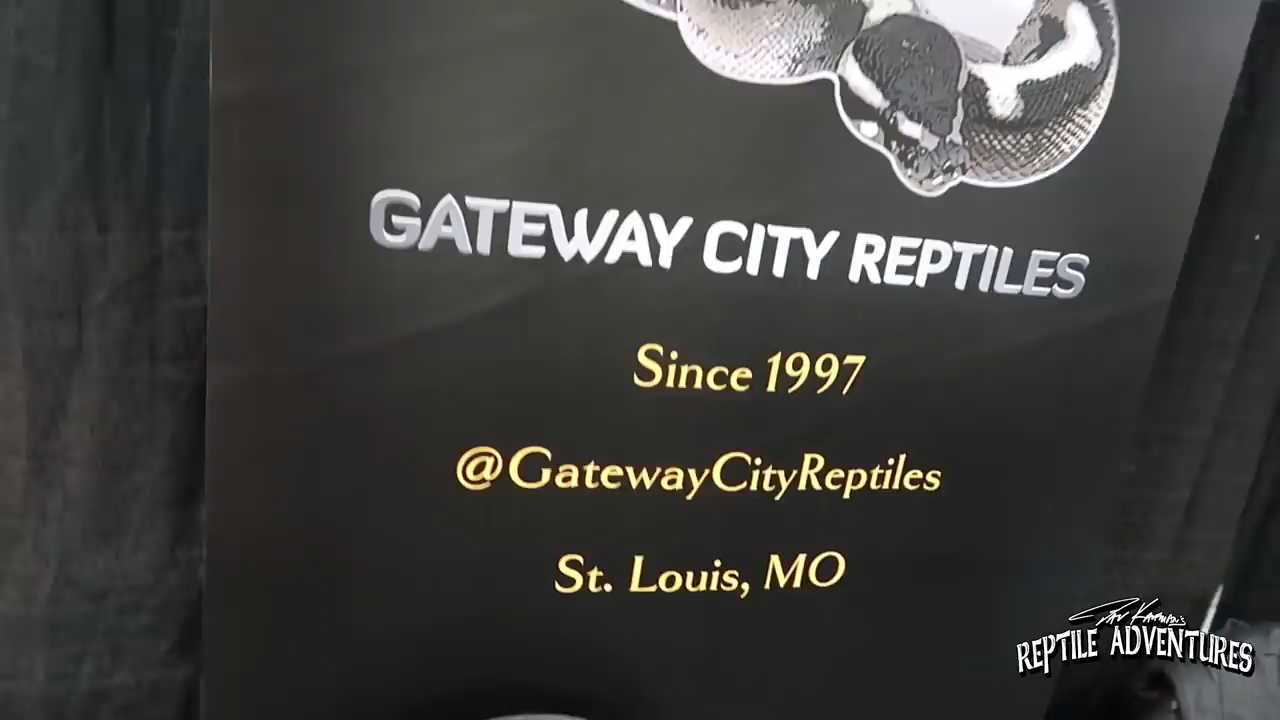 GATEWAY CITY REPTILES
Since 1997
@GatewayCityReptiles
St. Louis, MO
REPTILE ADVENTURES